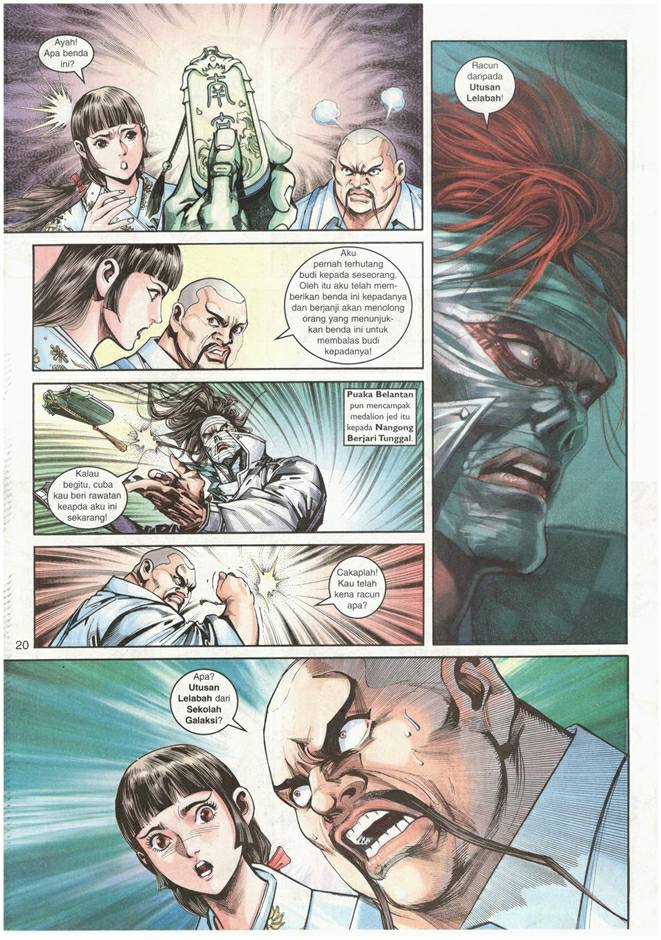 Ayah!
Apa benda
ini?
南
宫
Aku
pernah terhutang
budi kepada seseorang.
Oleh itu aku telah mem-
berikan benda ini kepadanya
dan berjanji akan menolong
orang yang menunjuk-
kan benda ini untuk
membalas budi
kepadanya!
Puaka Belantan
pun mencampak
medalion jed itu
kepada Nangong
Berjari Tunggal.
Kalau
begitu, cuba
kau beri rawatan
keapda aku ini
sekarang!
Cakaplah!
Kau telah
kena racun
apa?
Racun
daripada
Utusan
Lelabah!
20
Apa?
Utusan
Lelabah dari
Sekolah
Galaksi?